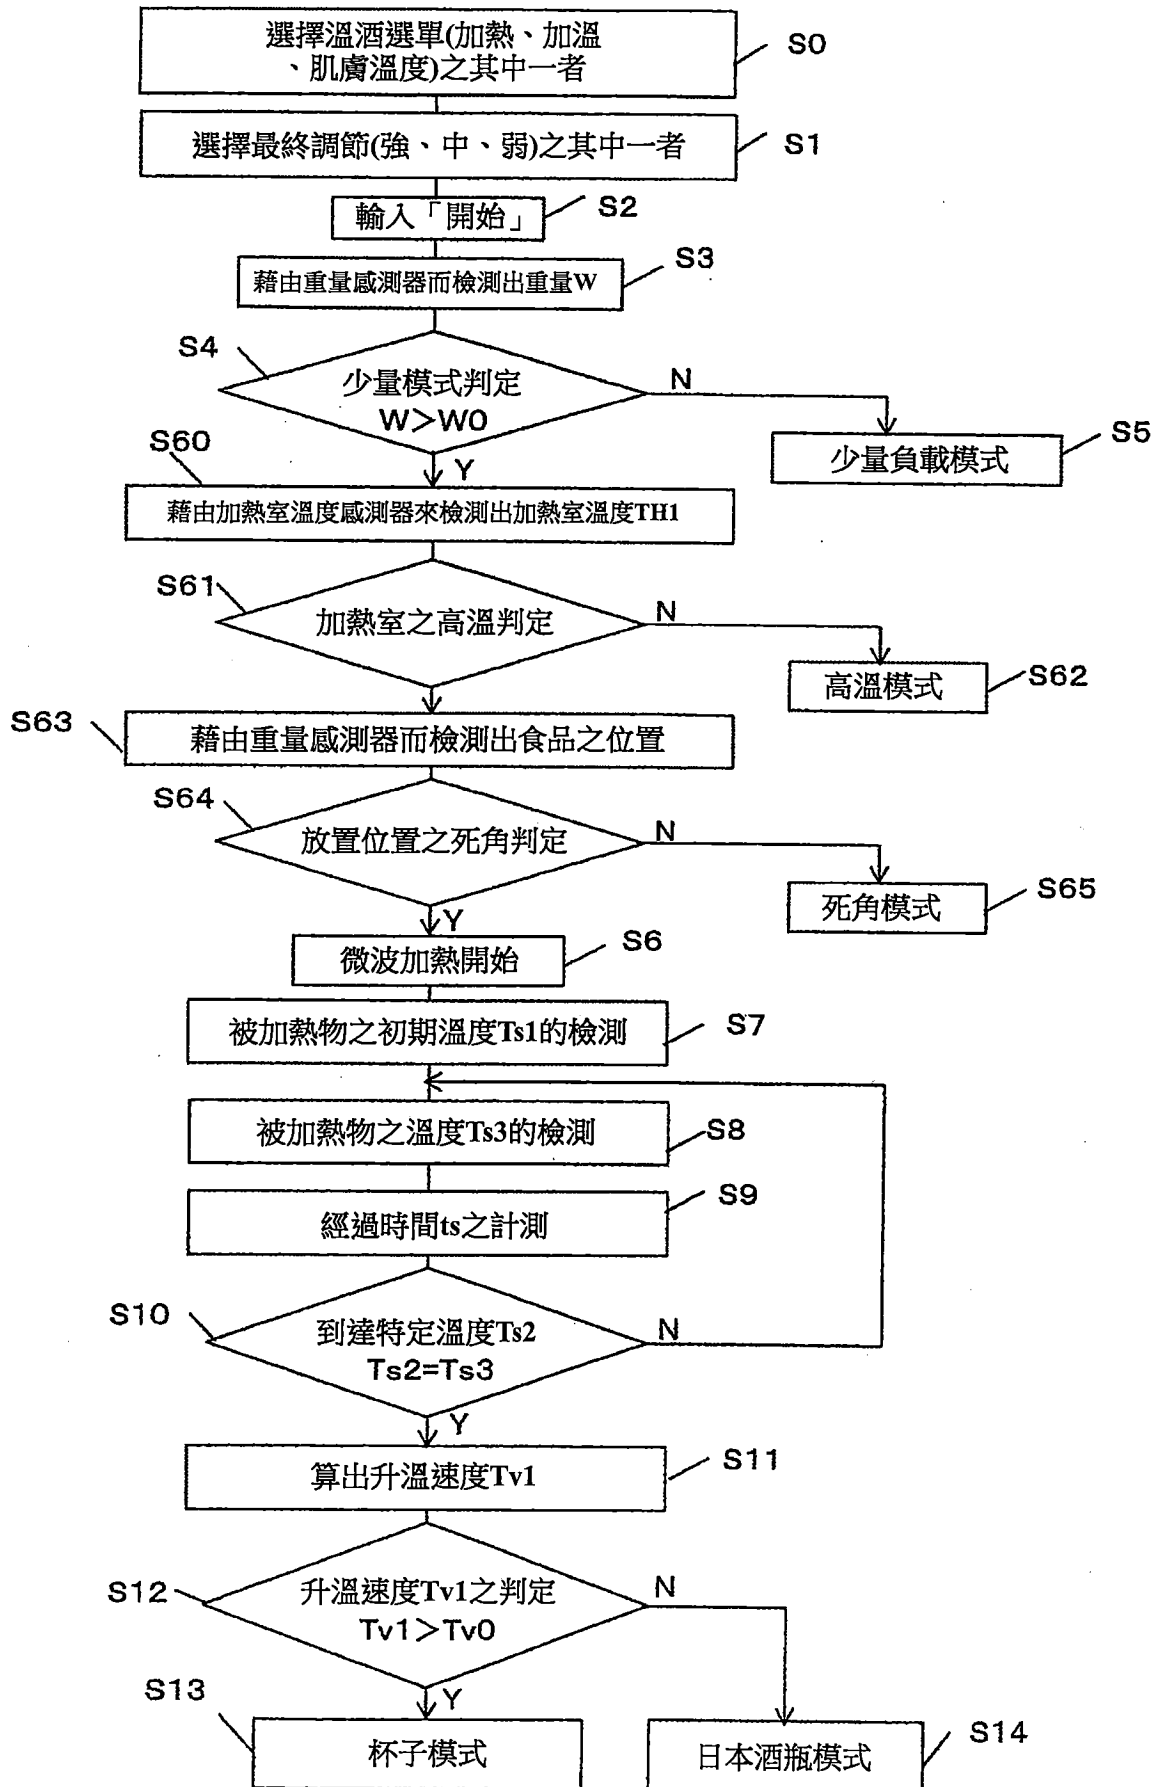 選擇溫酒選單(加熱、加溫
、肌膚溫度)之其中一者
S0
選擇最終調節(強、中、弱)之其中一者
S1
輸入「開始」
S2
藉由重量感測器而檢測出重量W
S3
S4
少量模式判定
W>W0
N
Y
少量負載模式
S5
S60
藉由加熱室溫度感測器來檢測出加熱室溫度TH1
S61
加熱室之高溫判定
N
高溫模式
S62
S63
藉由重量感測器而檢測出食品之位置
S64
放置位置之死角判定
N
Y
死角模式
S65
微波加熱開始
S6
被加熱物之初期溫度Ts1的檢測
S7
被加熱物之溫度Ts3的檢測
S8
經過時間ts之計測
S9
S10
到達特定溫度Ts2
Ts2=Ts3
N
Y
算出升溫速度Tv1
S11
S12
升溫速度Tv1之判定
Tv1>Tv0
N
Y
S13
杯子模式
日本酒瓶模式
S14